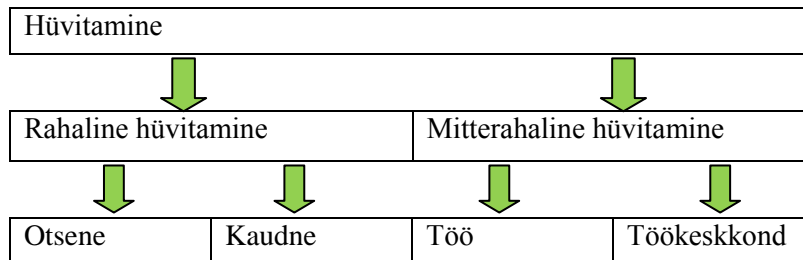 Hüvitamine
Rahaline hüvitamine
Mitterahaline hüvitamine
Otsene
Kaudne
Töö
Töökeskkond